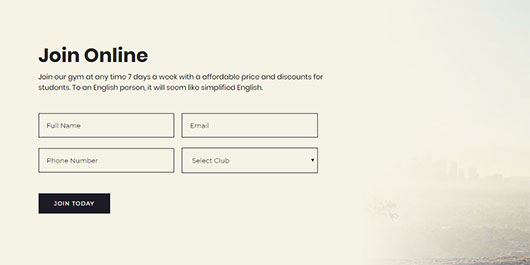 Join Online
Join our gym at any time 7 days a week with a affordable price and discounts for
students. To an English person, it will seem like simplified English.
Full Name
Email
Phone Number
Select Club
JOIN TODAY